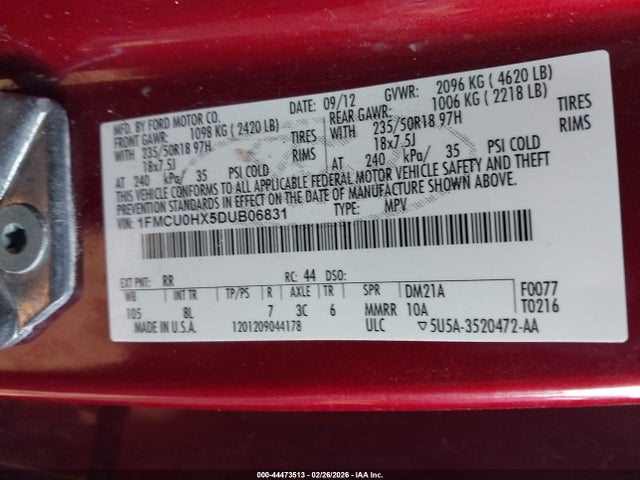 MFD. BY FORD MOTOR CO. DATE: 09/12 GVWR: 2096 KG ( 4620 LB)
FRONT GAWR: 1098 KG ( 2420 LB) REAR GAWR: 1006 KG ( 2218 LB)
WITH 235/50R18 97H TIRES WITH 235/50R18 97H TIRES
18x7.5J RIMS 18x7.5J RIMS
AT 240 kPa/ 35 PSI COLD AT 240 kPa/ 35 PSI COLD
THIS VEHICLE CONFORMS TO ALL APPLICABLE FEDERAL MOTOR VEHICLE SAFETY AND THEFT
PREVENTION STANDARDS IN EFFECT ON THE DATE OF MANUFACTURE SHOWN ABOVE.
VIN: 1FMCU0HX5DUB06831 TYPE: MPV
EXT PNT: RR RC: 44 DSO:
WB INT TR TP/PS R AXLE TR SPR DM21A F0077
105 8L 7 3C 6 MMRR 10A T0216
MADE IN U.S.A. 1201209044178 ULC ▽5U5A-3520472-AA
000-44473513 - 02/26/2026 - IAA Inc.